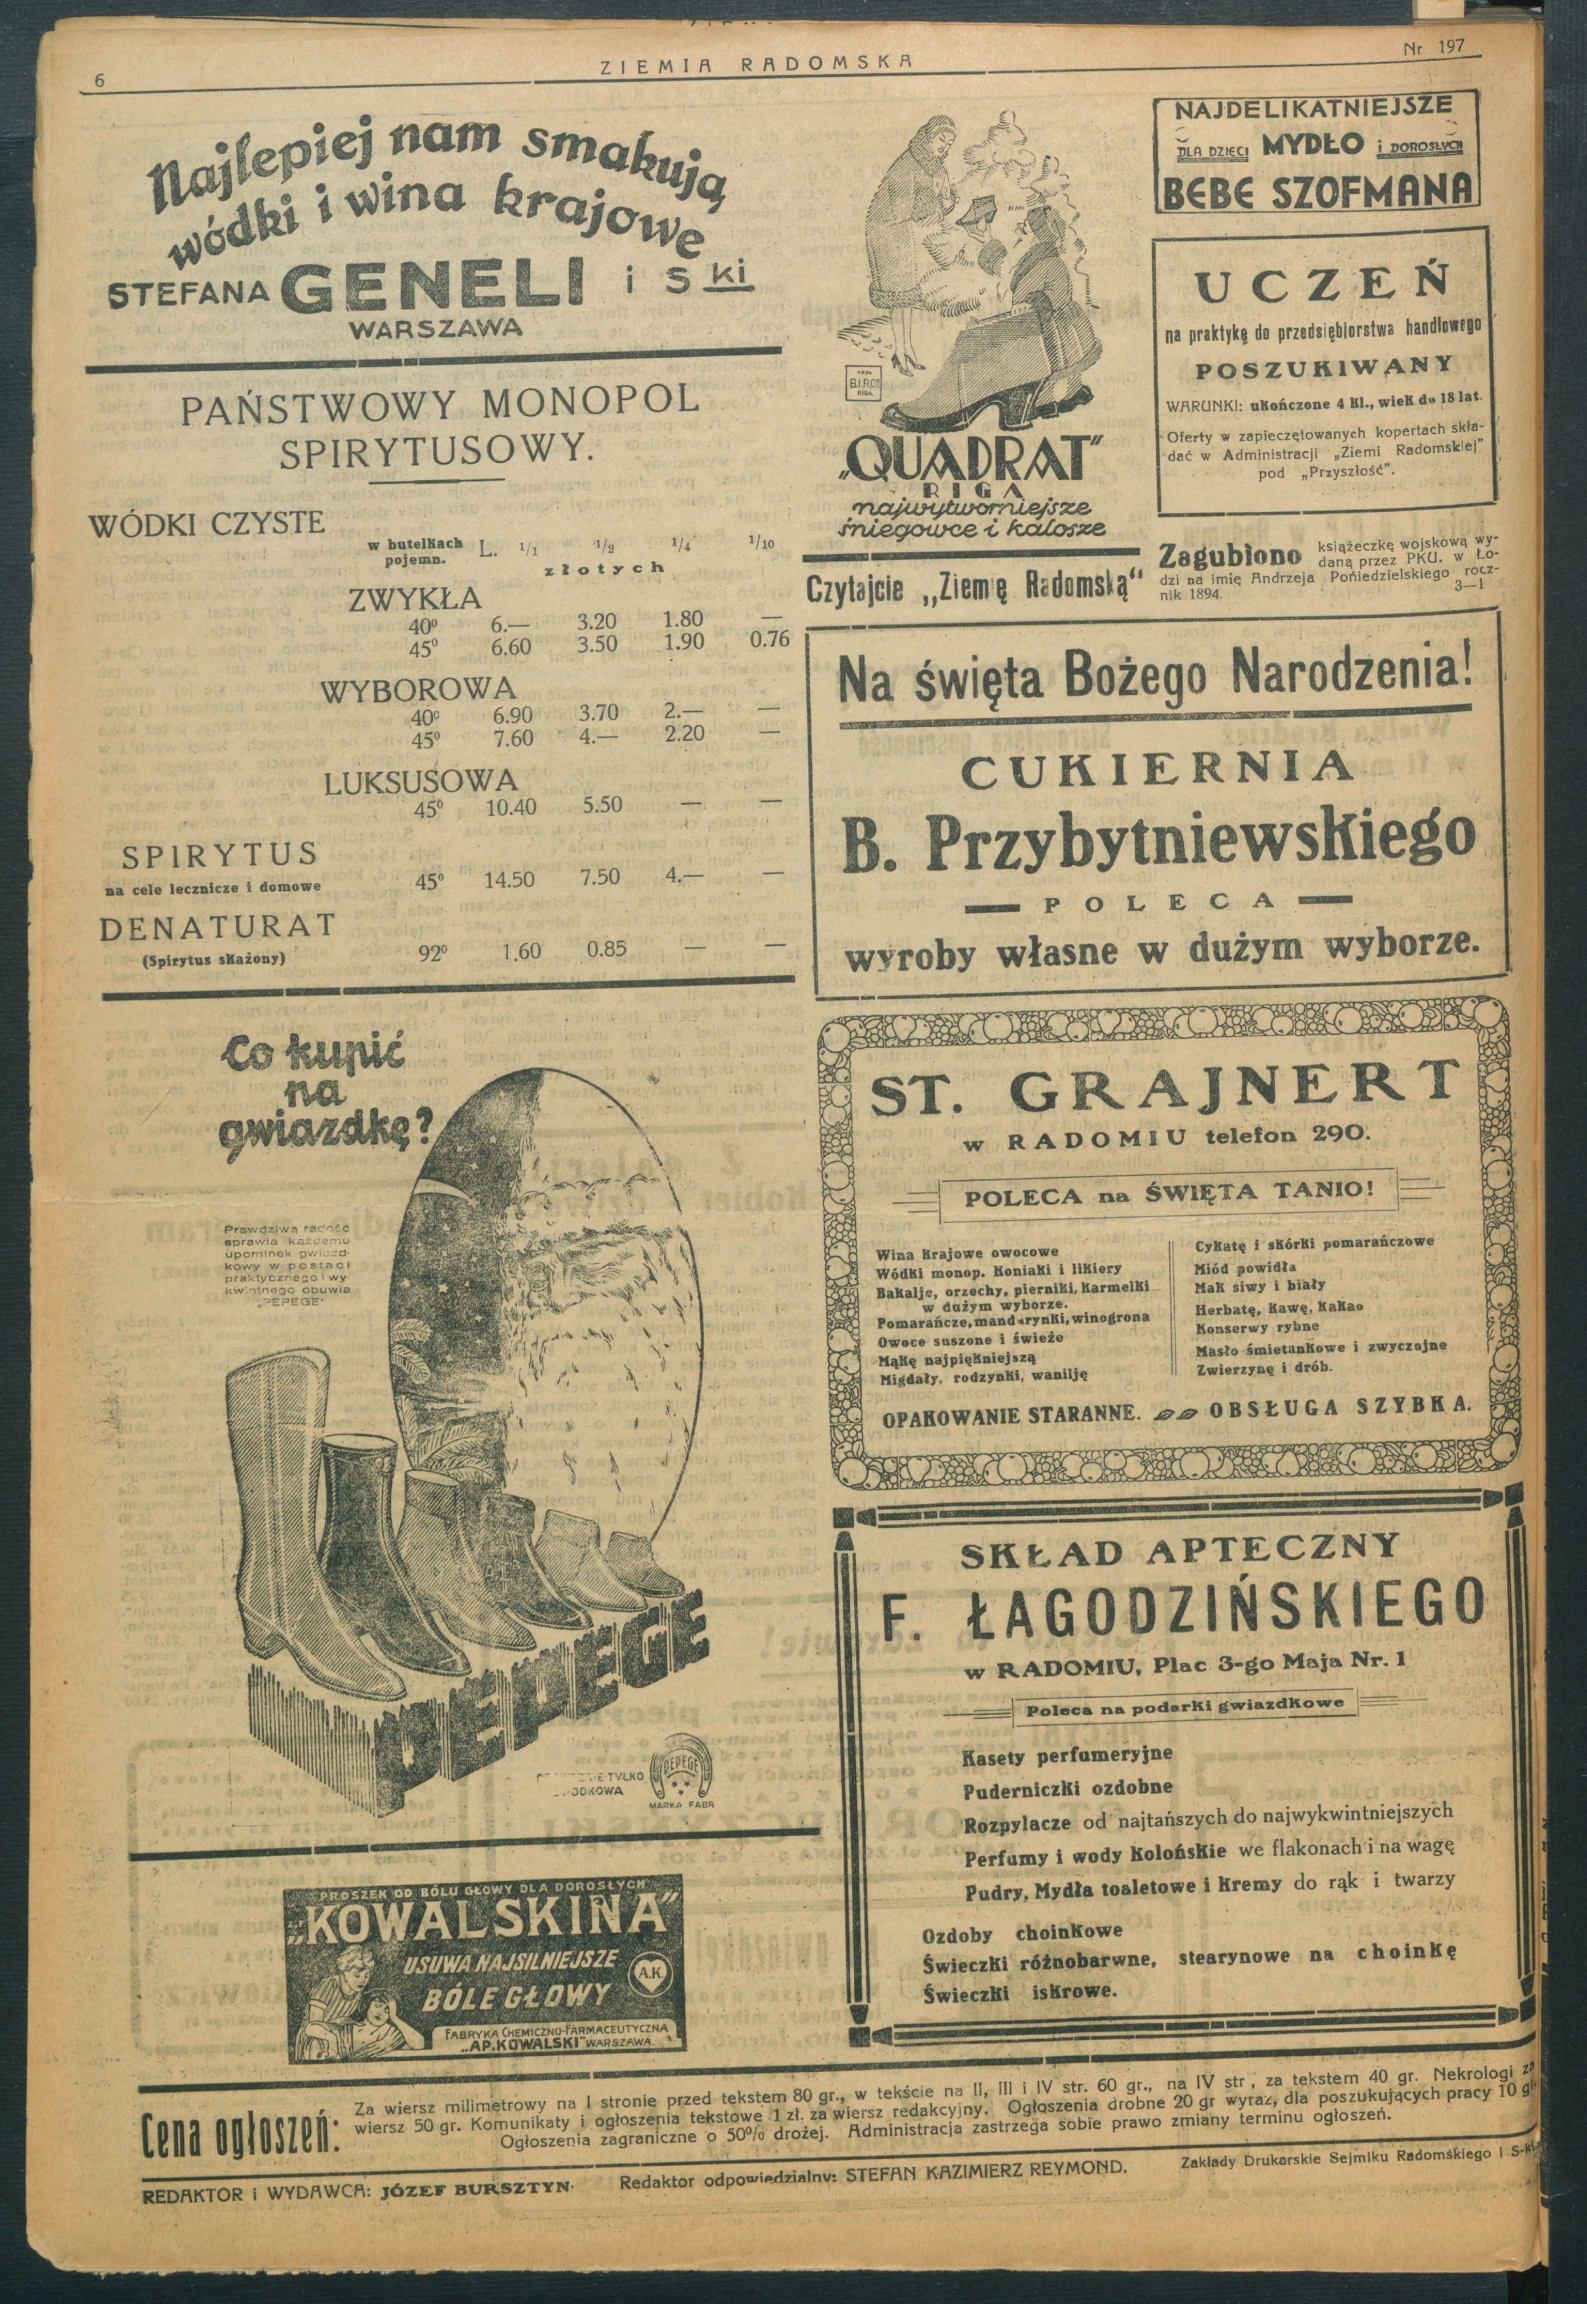 6
ZIEMIA RADOMSKA
Nr 197
Najlepiej nam smakują
wódki i wina krajowe
STEFANA GENELI i S ki
WARSZAWA
PAŃSTWOWY MONOPOL
SPIRYTUSOWY.
WÓDKI CZYSTE
w butelkach pojemn. L. 1/1 1/2 1/4 1/10
złotych
ZWYKŁA
40⁰ 6.— 3.20 1.80 —
45⁰ 6.60 3.50 1.90 0.76
WYBOROWA
40⁰ 6.90 3.70 2.— —
45⁰ 7.60 4.— 2.20 —
LUKSUSOWA
45⁰ 10.40 5.50 — —
SPIRYTUS
na cele lecznicze i domowe 45⁰ 14.50 7.50 4.— —
DENATURAT
(Spirytus skażony) 92⁰ 1.60 0.85 — —
Co kupić
na
gwiazdkę?
Prawdziwą radość
sprawia każdemu
upominek gwiazd
kowy w postaci
praktycznego i wy
kwintnego obuwia
"PEPEGE"
PEPEGE
TYLKO
PODKOWA
PEPEGE
MARKA FABR
PROSZEK OD BÓLU GŁOWY DLA DOROSŁYCH
„KOWALSKINA"
USUWA NAJSILNIEJSZE
BÓLE GŁOWY
A.K
FABRYKA CHEMICZNO-FARMACEUTYCZNA
„AP.KOWALSKI" WARSZAWA
B.I.R.Co
RIGA
„QUADRAT"
RIGA
najwytworniejsze
śniegowce i kalosze
Czytajcie „Ziemię Radomską"
NAJDELIKATNIEJSZE
DLA DZIECI MYDŁO i DOROSŁYCH
BEBE SZOFMANA
UCZEŃ
na praktykę do przedsiębiorstwa handlowego
POSZUKIWANY
WARUNKI: ukończone 4 kl., wiek do 18 lat.
Oferty w zapieczętowanych kopertach skła-
dać w Administracji „Ziemi Radomskiej"
pod „Przyszłość".
Zagubiono książeczkę wojskową wy-
daną przez PKU. w Ło-
dzi na imię Andrzeja Pońiedzielskiego rocz-
nik 1894. 3—1
Na święta Bożego Narodzenia!
CUKIERNIA
B. Przybytniewskiego
POLECA
wyroby własne w dużym wyborze.
ST. GRAJNERT
w RADOMIU telefon 290.
POLECA na ŚWIĘTA TANIO!
Wina krajowe owocowe
Wódki monop. koniaki i likiery
Bakalje, orzechy, pierniki, karmelki
w dużym wyborze.
Pomarańcze, mandarynki, winogrona
Owoce suszone i świeże
Mąkę najpiękniejszą
Migdały, rodzynki, wanilję
Cykatę i skórki pomarańczowe
Miód powidła
Mak siwy i biały
Herbatę, kawę, kakao
Konserwy rybne
Masło śmietankowe i zwyczajne
Zwierzynę i drób.
OPAKOWANIE STARANNE. OBSŁUGA SZYBKA.
SKŁAD APTECZNY
F. ŁAGODZIŃSKIEGO
w RADOMIU, Plac 3-go Maja Nr. 1
Poleca na podarki gwiazdkowe
Kasety perfumeryjne
Puderniczki ozdobne
Rozpylacze od najtańszych do najwykwintniejszych
Perfumy i wody kolońskie we flakonach i na wagę
Pudry, Mydła toaletowe i kremy do rąk i twarzy
Ozdoby choinkowe
Świeczki różnobarwne, stearynowe na choinkę
Świeczki iskrowe.
Cena ogłoszeń:
Za wiersz milimetrowy na I stronie przed tekstem 80 gr., w tekście na II, III i IV str. 60 gr., na IV str, za tekstem 40 gr. Nekrologi za
wiersz 50 gr. Komunikaty i ogłoszenia tekstowe 1 zł. za wiersz redakcyjny. Ogłoszenia drobne 20 gr wyraz, dla poszukujących pracy 10 gr
Ogłoszenia zagraniczne o 50% drożej. Administracja zastrzega sobie prawo zmiany terminu ogłoszeń.
REDAKTOR i WYDAWCA: JÓZEF BURSZTYN.
Redaktor odpowiedzialny: STEFAN KAZIMIERZ REYMOND.
Zakłady Drukarskie Sejmiku Radomskiego i S-ki